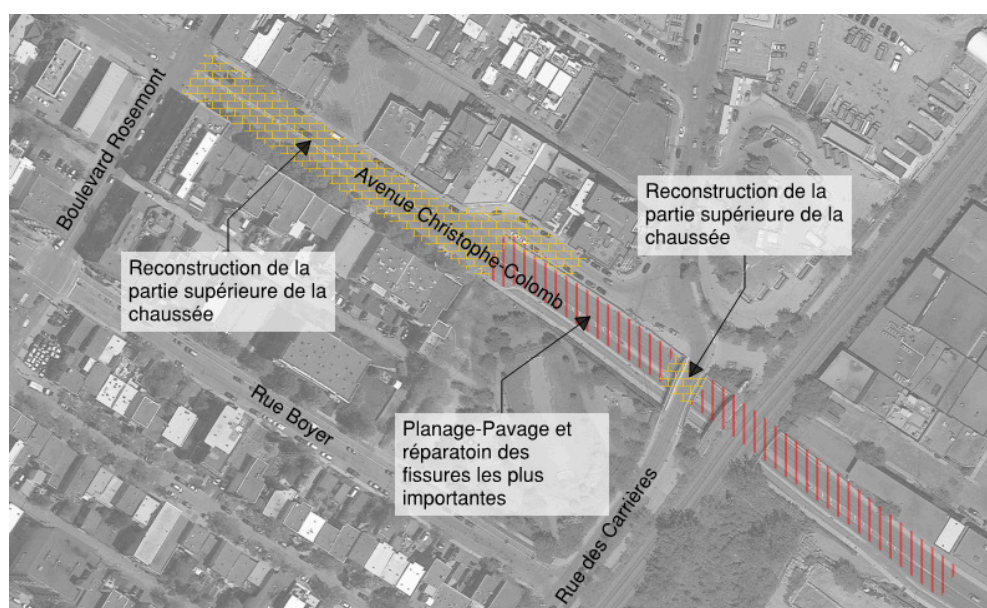 Boulevard Rosemont
Avenue Christophe-Colomb
Reconstruction de la
partie supérieure de la
chaussée
Reconstruction de la
partie supérieure de la
chaussée
Rue Boyer
Planage-Pavage et
réparatoin des
fissures les plus
importantes
Rue des Carrières